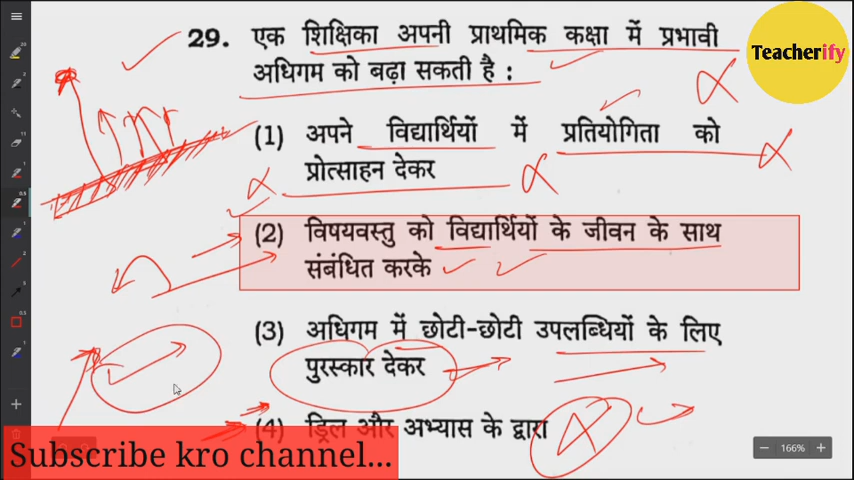 29. एक शिक्षिका अपनी प्राथमिक कक्षा में प्रभावी
अधिगम को बढ़ा सकती है :
Teacherify
(1) अपने विद्यार्थियों में प्रतियोगिता को
प्रोत्साहन देकर
(2) विषयवस्तु को विद्यार्थियों के जीवन के साथ
संबंधित करके
(3) अधिगम में छोटी-छोटी उपलब्धियों के लिए
पुरस्कार देकर
(4) ड्रिल और अभ्यास के द्वारा
Subscribe kro channel...
166%